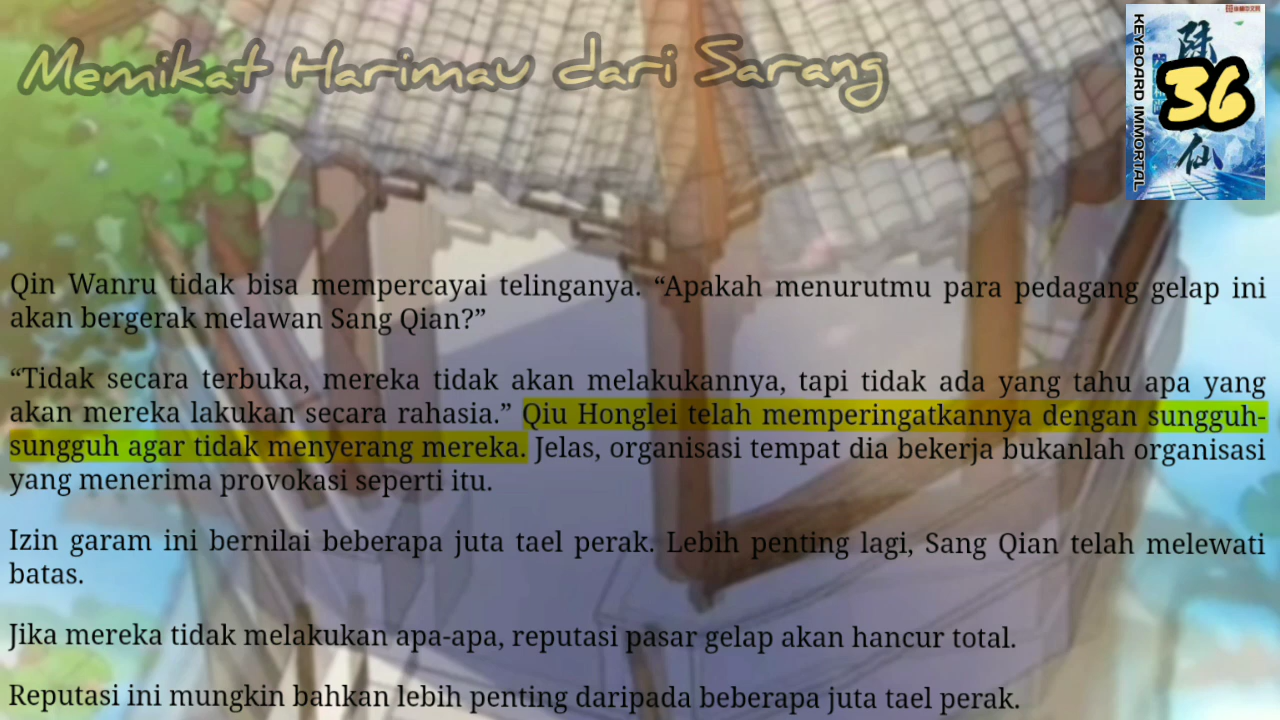 Memikat Harimau dari Sarang
KEYBOARD IMMORTAL
36
仙
Qin Wanru tidak bisa mempercayai telinganya. “Apakah menurutmu para pedagang gelap ini
akan bergerak melawan Sang Qian?”
“Tidak secara terbuka, mereka tidak akan melakukannya, tapi tidak ada yang tahu apa yang
akan mereka lakukan secara rahasia.” Qiu Honglei telah memperingatkannya dengan sungguh-
sungguh agar tidak menyerang mereka. Jelas, organisasi tempat dia bekerja bukanlah organisasi
yang menerima provokasi seperti itu.
Izin garam ini bernilai beberapa juta tael perak. Lebih penting lagi, Sang Qian telah melewati
batas.
Jika mereka tidak melakukan apa-apa, reputasi pasar gelap akan hancur total.
Reputasi ini mungkin bahkan lebih penting daripada beberapa juta tael perak.